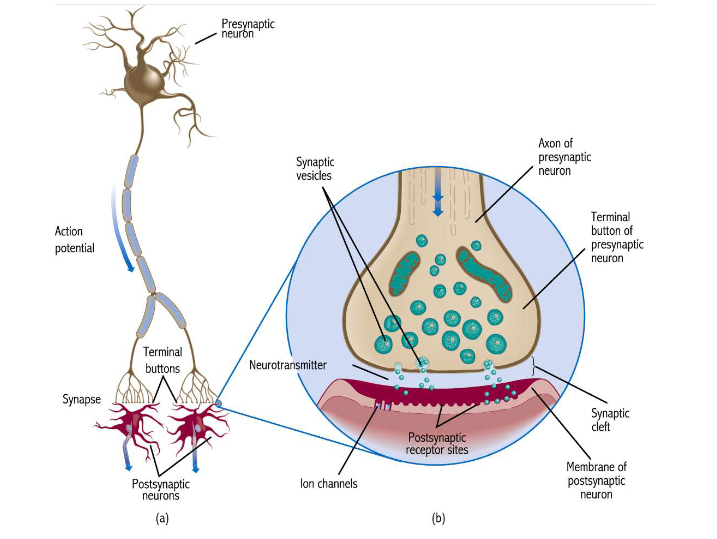 Presynaptic
neuron
Action
potential
Terminal
buttons
Synapse
Postsynaptic
neurons
(a)
Synaptic
vesicles
Axon of
presynaptic
neuron
Terminal
button of
presynaptic
neuron
Neurotransmitter
Synaptic
cleft
Postsynaptic
receptor sites
Ion channels
Membrane of
postsynaptic
neuron
(b)